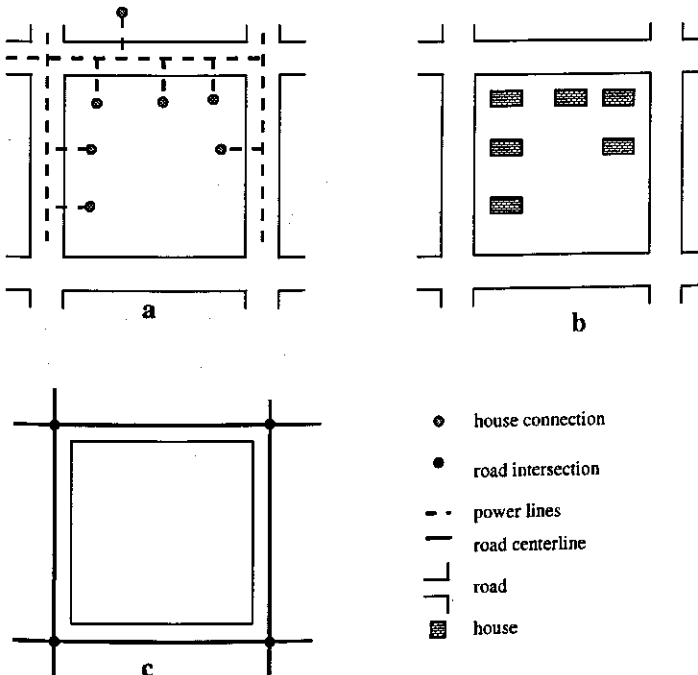 a
b
c
house connection
road intersection
power lines
road centerline
road
house